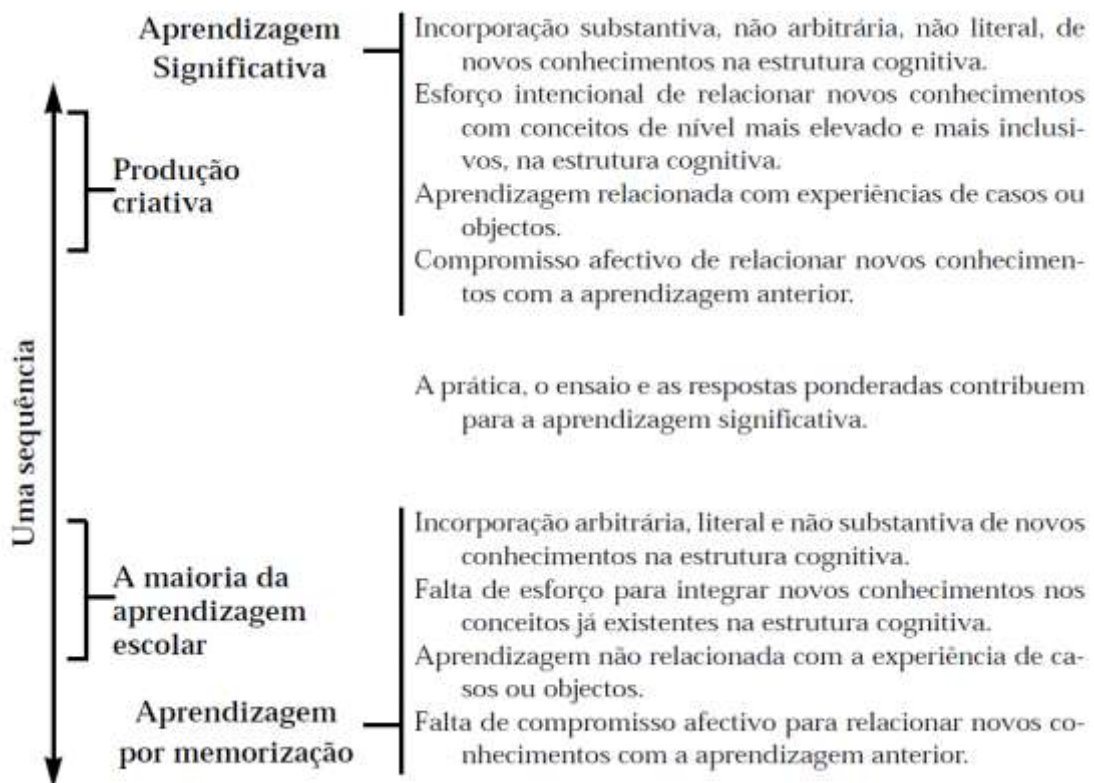 Aprendizagem
Significativa
Incorporação substantiva, não arbitrária, não literal, de
novos conhecimentos na estrutura cognitiva.
Esforço intencional de relacionar novos conhecimentos
com conceitos de nível mais elevado e mais inclusi-
vos, na estrutura cognitiva.
Aprendizagem relacionada com experiências de casos ou
objectos.
Compromisso afectivo de relacionar novos conhecimen-
tos com a aprendizagem anterior.
Produção
criativa
Uma sequência
A prática, o ensaio e as respostas ponderadas contribuem
para a aprendizagem significativa.
A maioria da
aprendizagem
escolar
Incorporação arbitrária, literal e não substantiva de novos
conhecimentos na estrutura cognitiva.
Falta de esforço para integrar novos conhecimentos nos
conceitos já existentes na estrutura cognitiva.
Aprendizagem não relacionada com a experiência de ca-
sos ou objectos.
Falta de compromisso afectivo para relacionar novos co-
nhecimentos com a aprendizagem anterior.
Aprendizagem
por memorização